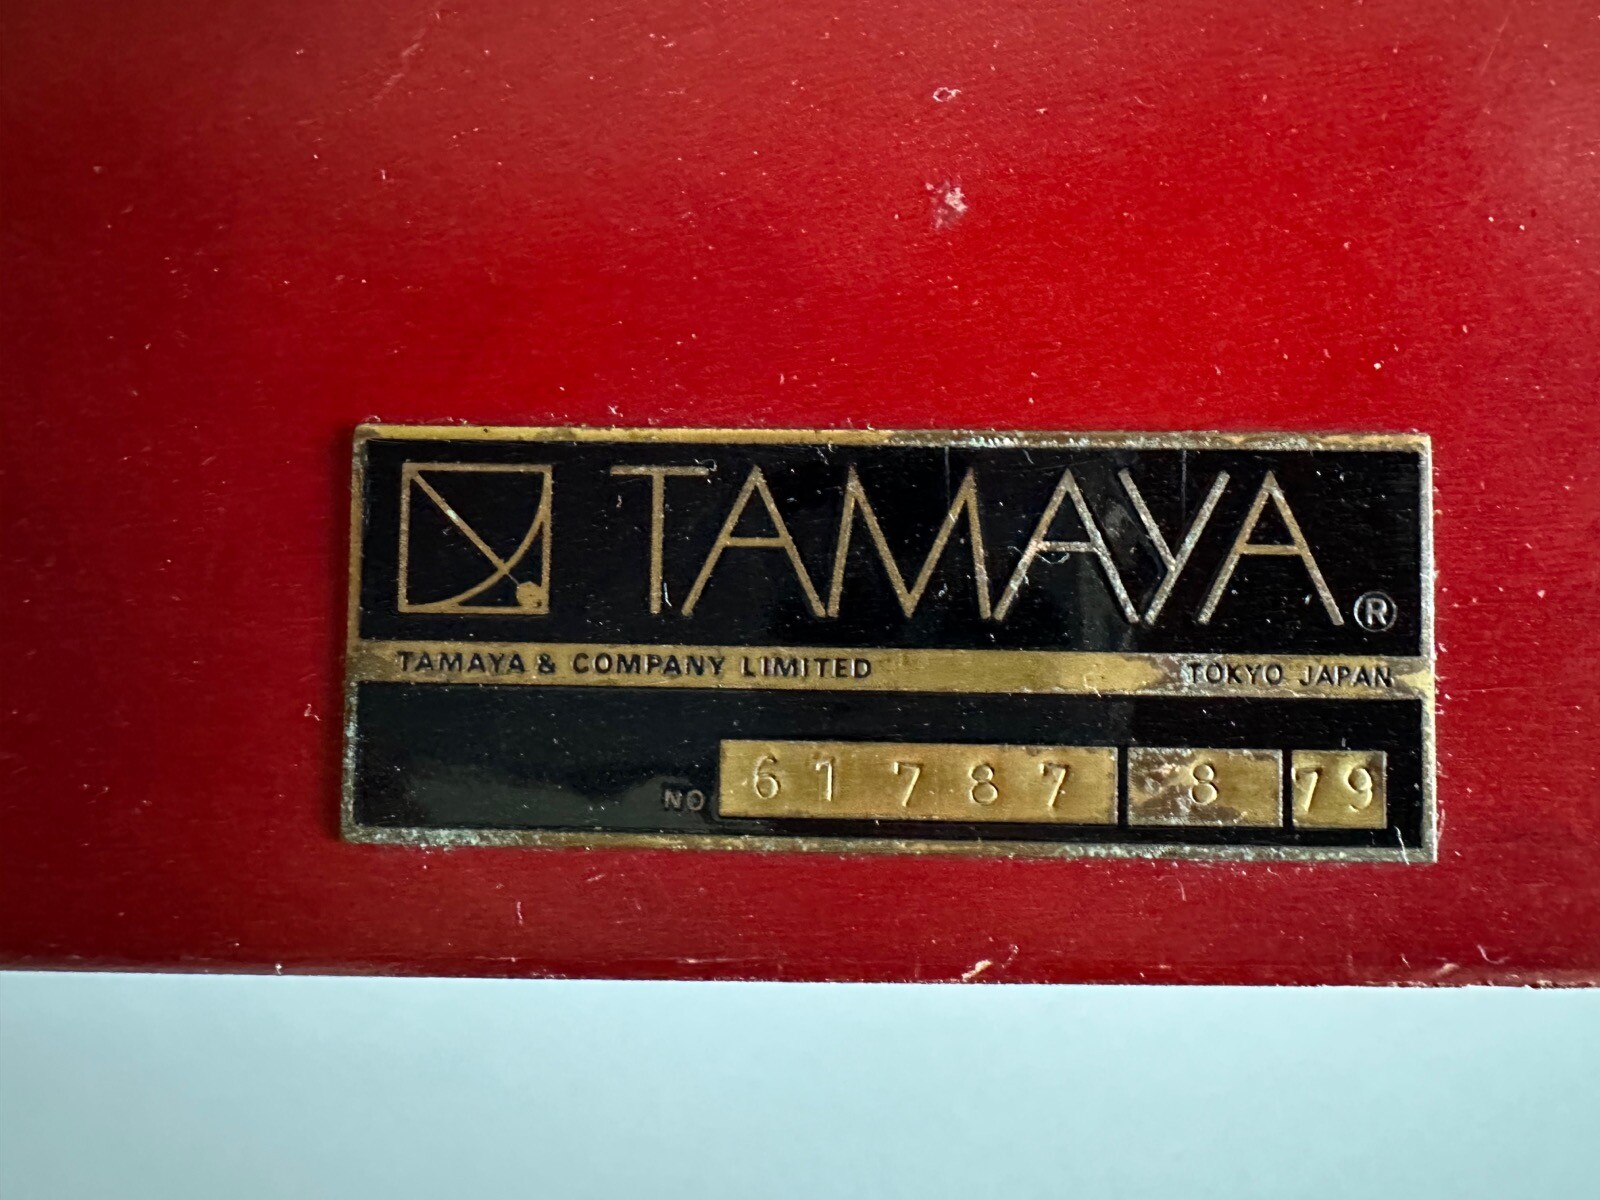 TAMAYA®
TAMAYA & COMPANY LIMITED TOKYO JAPAN
NO 61787 8 79